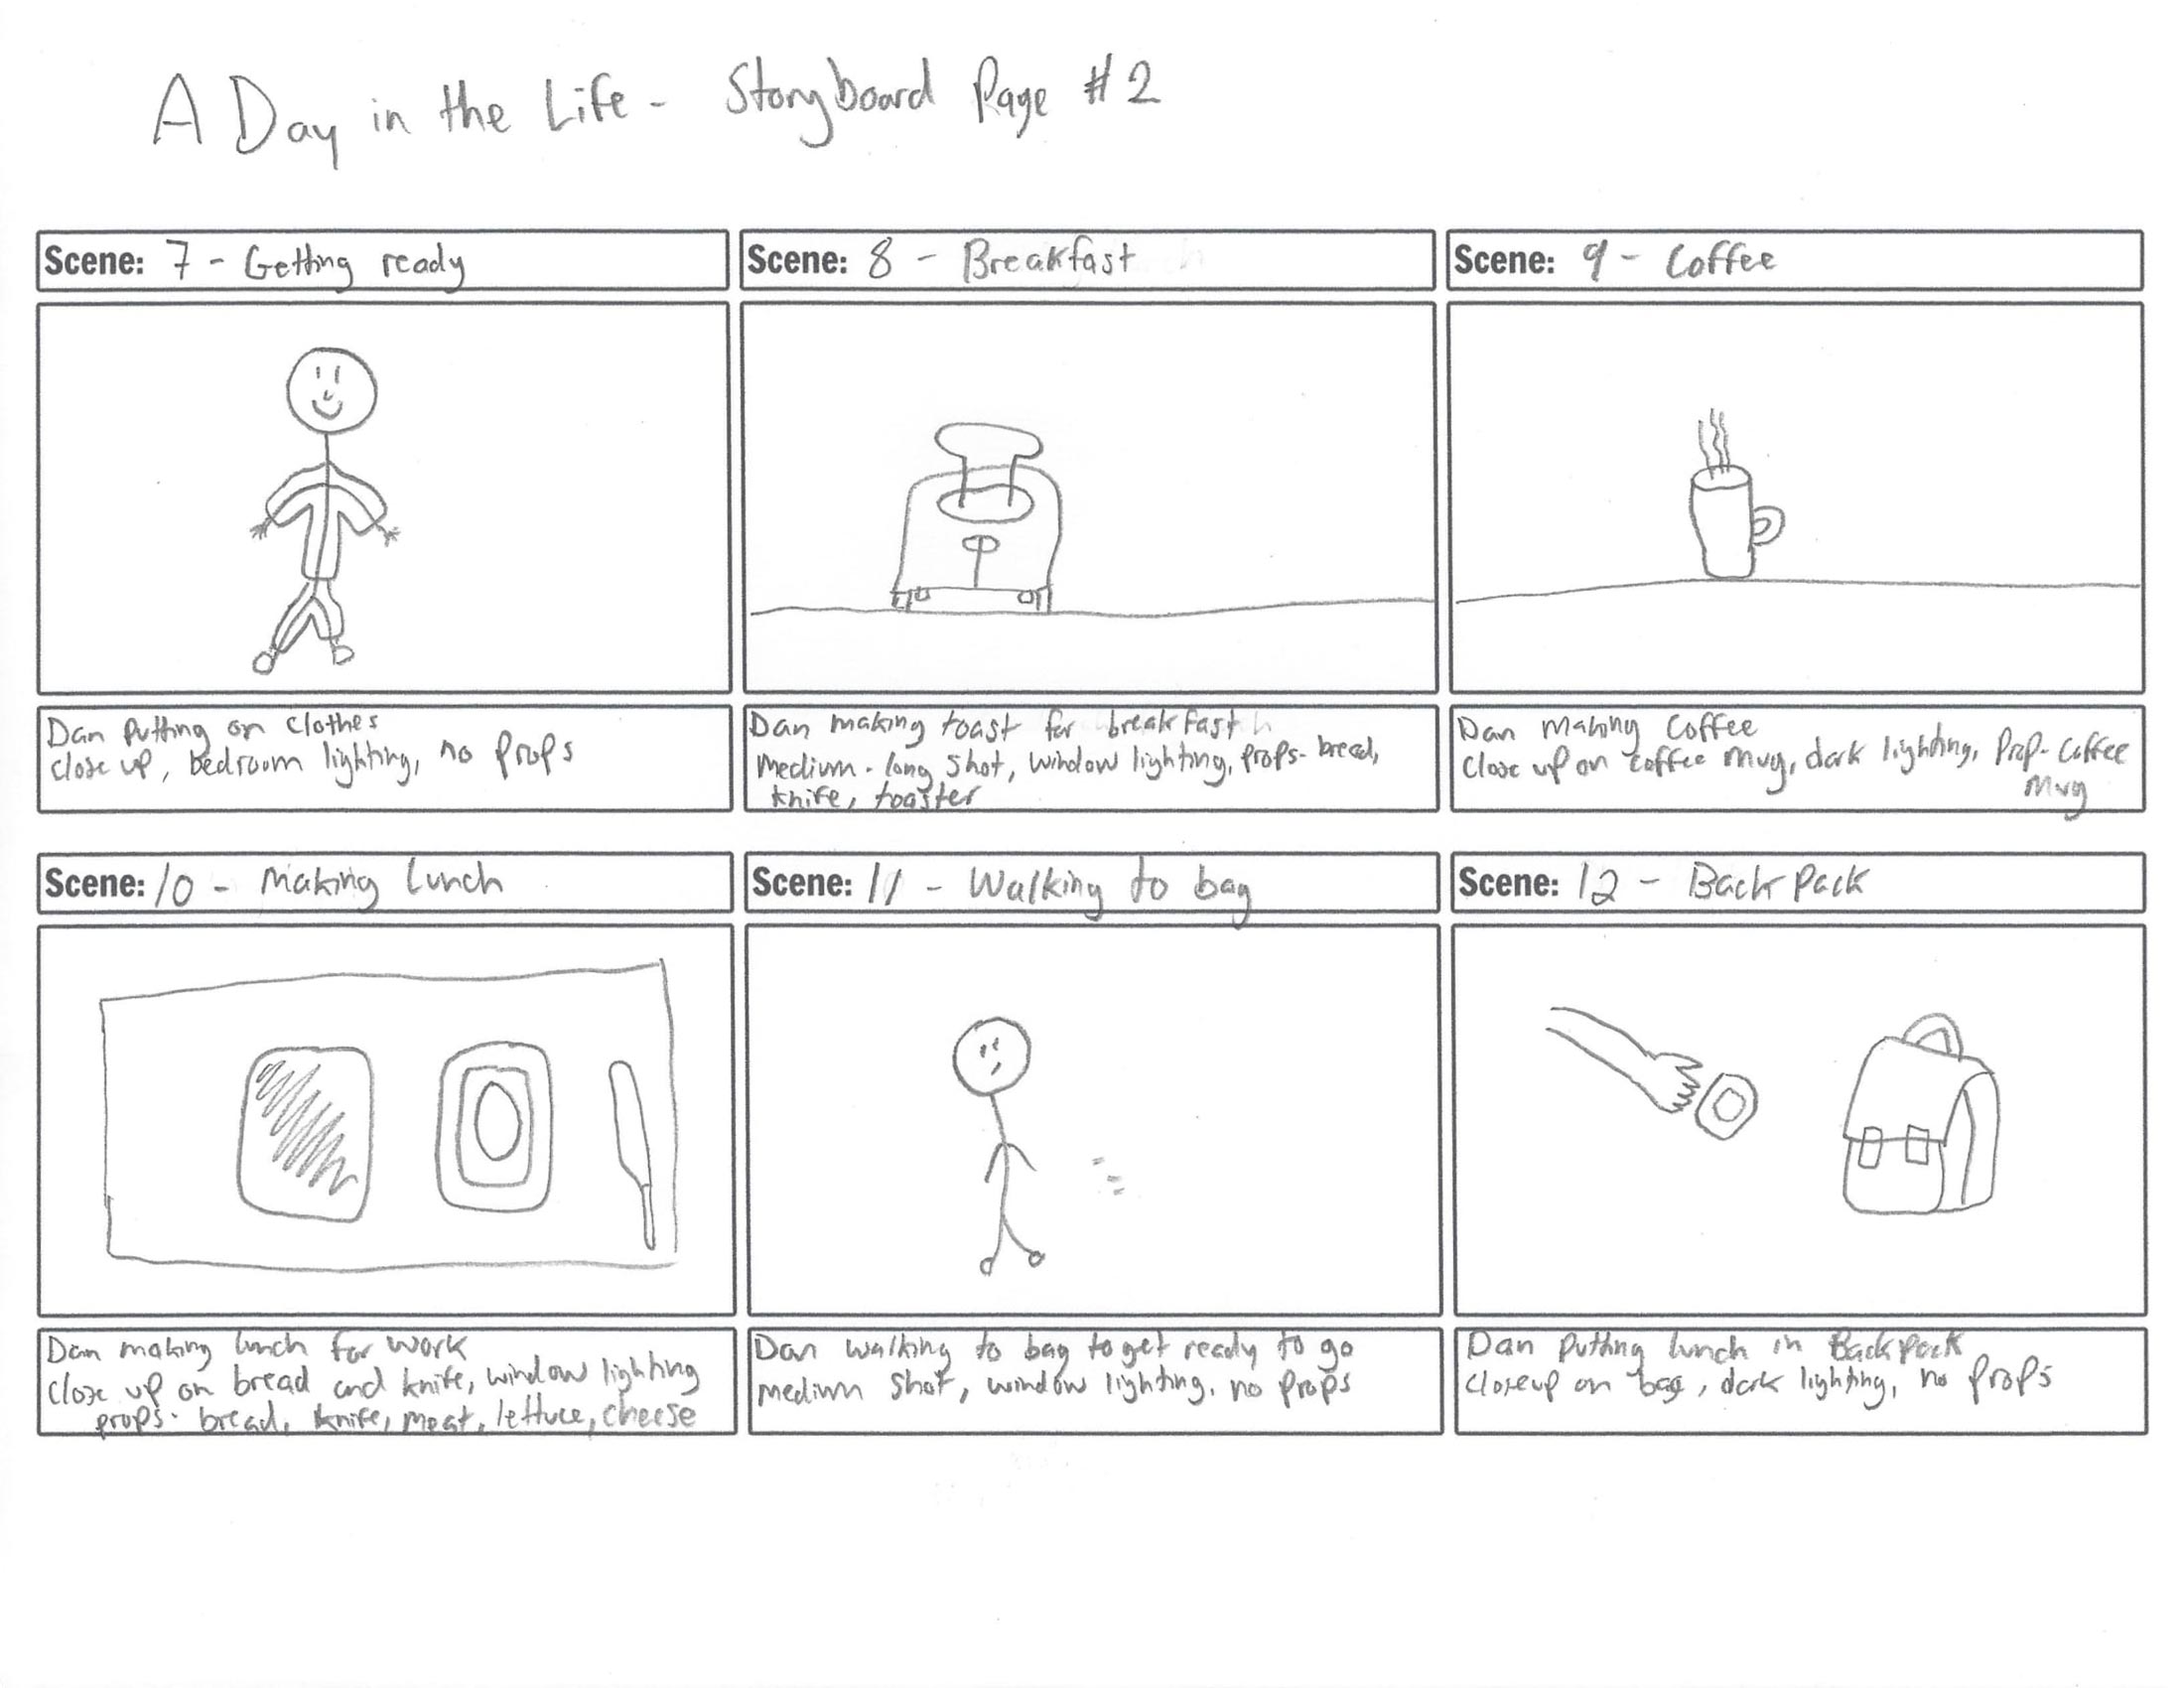 A Day in the Life - Storyboard Page #2
Scene: 7 - Getting ready
Scene: 8 - Breakfast
Scene: 9 - Coffee
Dan Putting on clothes
close up, bedroom lighting, no props
Dan making toast for breakfast
Medium - long shot, window lighting, props - bread,
knife, toaster
Dan making coffee
Close up on coffee mug, dark lighting, Prop - coffee
mug
Scene: 10 - Making lunch
Scene: 11 - Walking to bag
Scene: 12 - Back Pack
Dan making lunch for work
Close up on bread and knife, window lighting
props - bread, knife, meat, lettuce, cheese
Dan walking to bag to get ready to go
medium shot, window lighting, no props
Dan putting lunch in Back pack
closeup on bag, dark lighting, no props